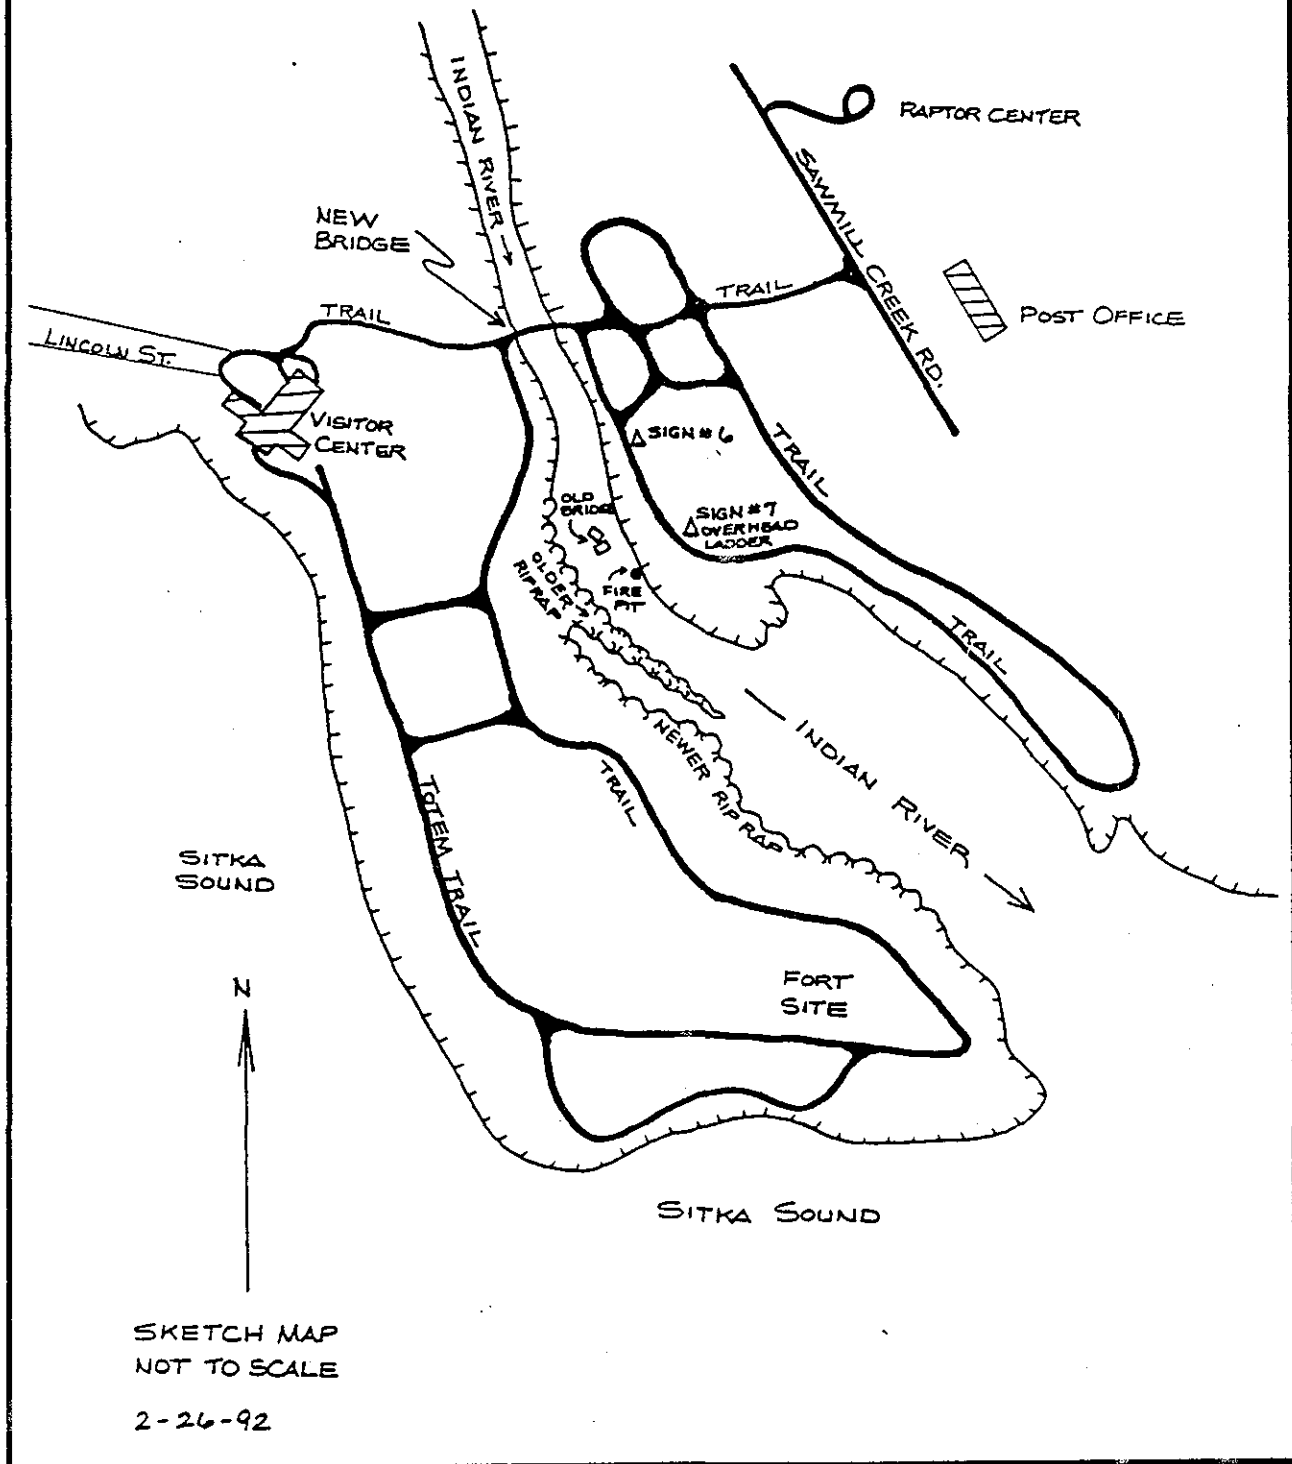 INDIAN RIVER
RAPTOR CENTER
SAWMILL CREEK RD.
NEW
BRIDGE
TRAIL
TRAIL
LINCOLN ST.
POST OFFICE
VISITOR
CENTER
SIGN #6
TRAIL
OLD
BRIDGE
SIGN #7
OVERHEAD
LADDER
OLDER
RIPRAP
FIRE
PIT
TRAIL
NEWER RIP RAP
INDIAN RIVER
TRAIL
TOTEM TRAIL
SITKA
SOUND
N
FORT
SITE
SITKA SOUND
SKETCH MAP
NOT TO SCALE
2-26-92